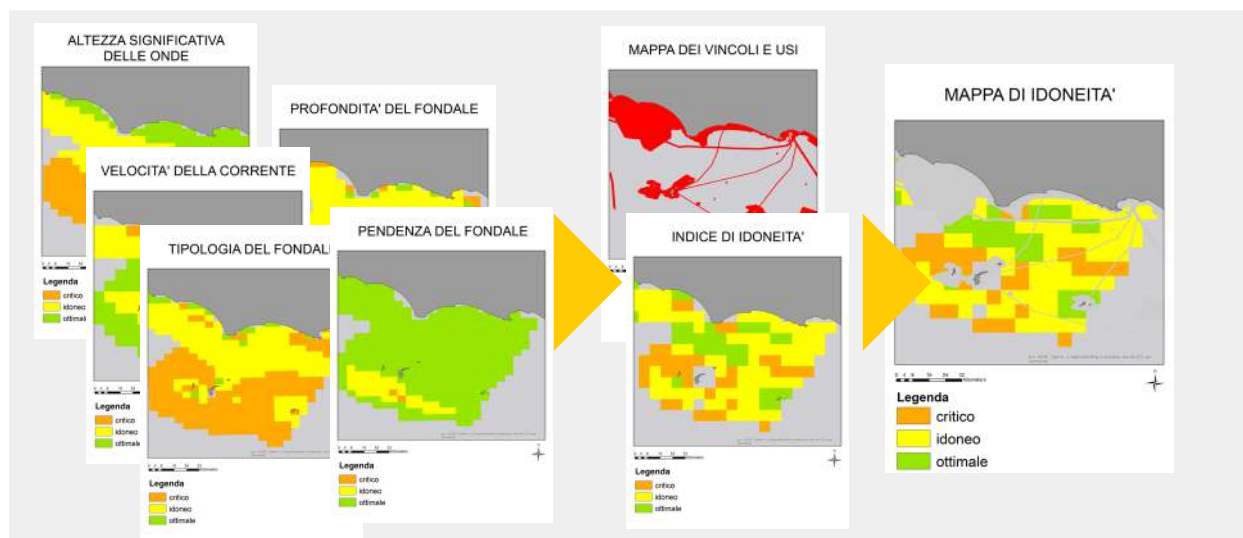 ALTEZZA SIGNIFICATIVA
DELLE ONDE
Legenda
critico
idoneo
ottimale
PROFONDITA' DEL FONDALE
VELOCITA' DELLA CORRENTE
Legenda
critico
idoneo
ottimale
TIPOLOGIA DEL FONDALE
Legenda
critico
idoneo
ottimale
PENDENZA DEL FONDALE
Legenda
critico
idoneo
ottimale
MAPPA DEI VINCOLI E USI
INDICE DI IDONEITA'
Legenda
critico
idoneo
ottimale
MAPPA DI IDONEITA'
Legenda
critico
idoneo
ottimale